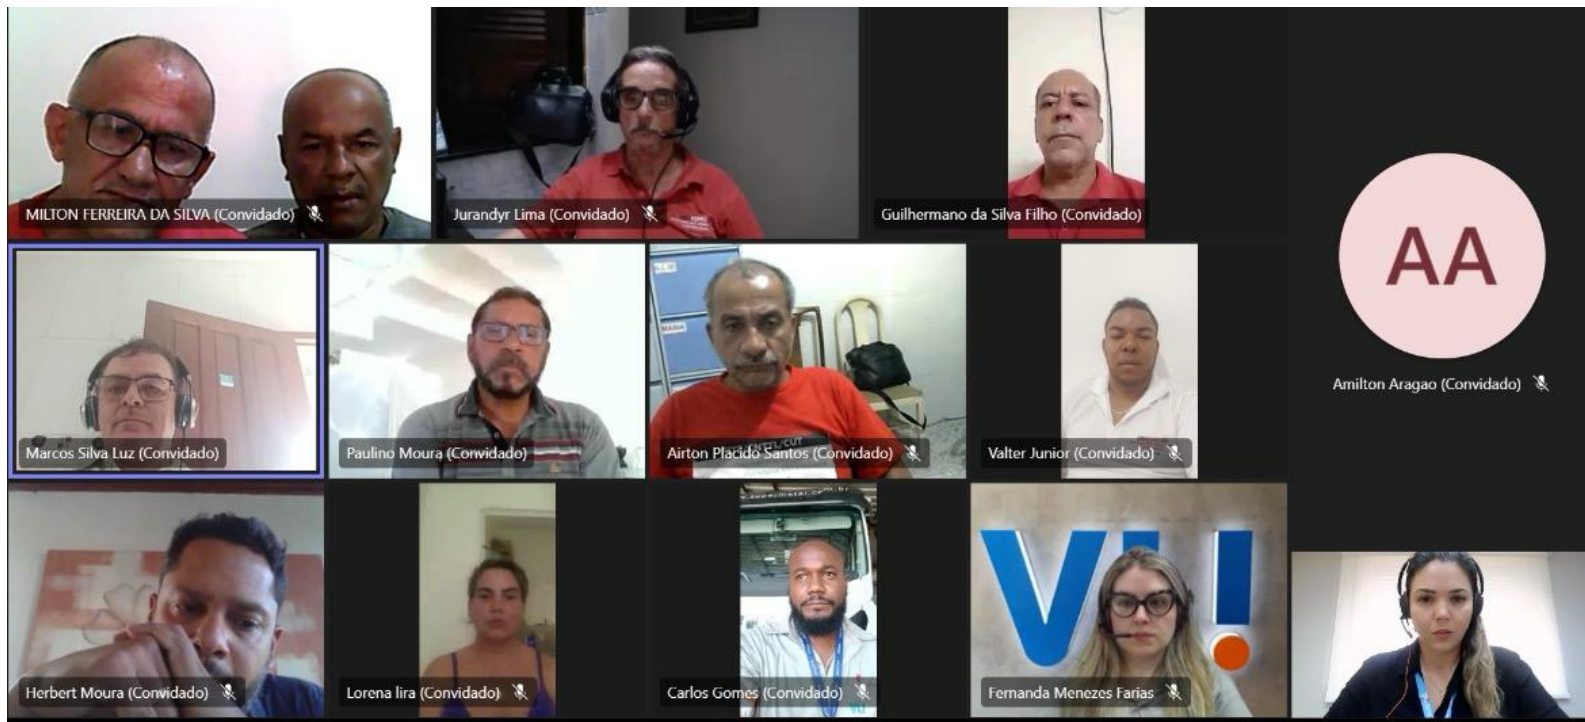 MILTON FERREIRA DA SILVA (Convidado)
Jurandyr Lima (Convidado)
Guilhermano da Silva Filho (Convidado)
AA
Amilton Aragao (Convidado)
Marcos Silva Luz (Convidado)
Paulino Moura (Convidado)
Airton Placido Santos (Convidado)
Valter Junior (Convidado)
Herbert Moura (Convidado)
Lorena lira (Convidado)
Carlos Gomes (Convidado)
Fernanda Menezes Farias
VLI